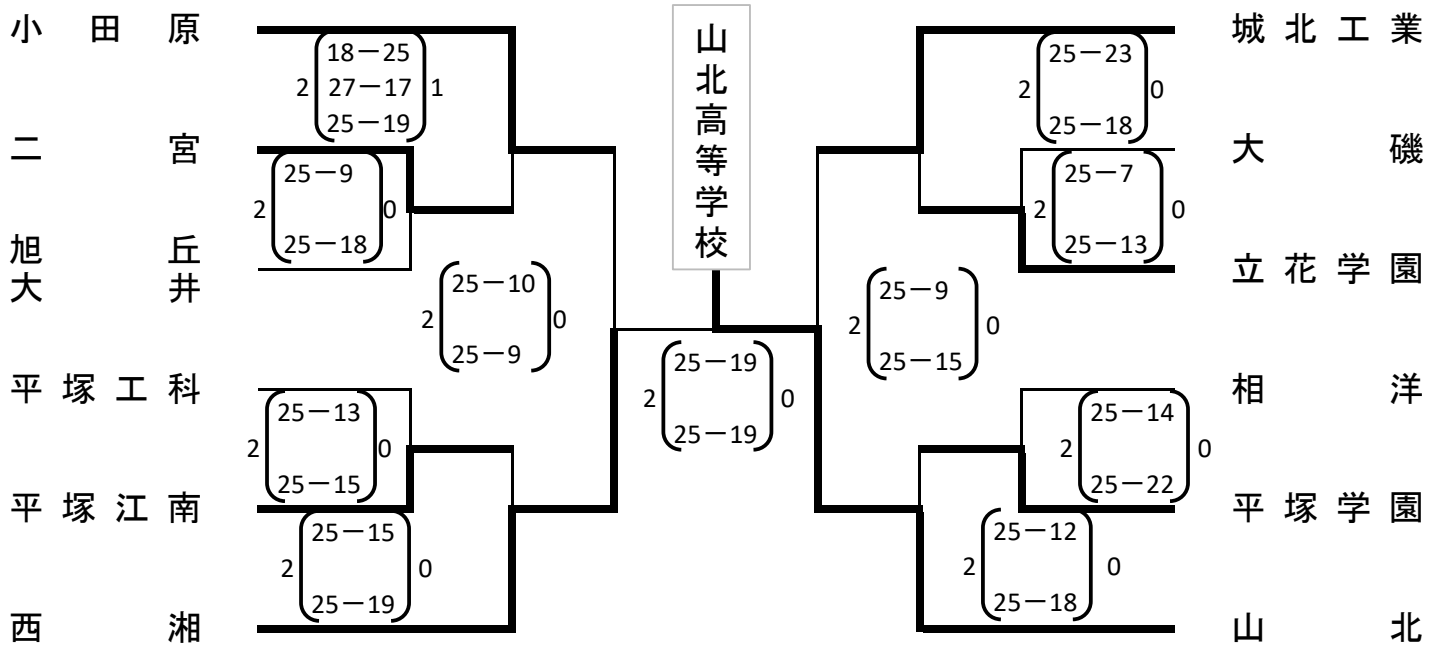 小田原
18－25
2 27－17 1
25－19
二宮
25－9
2 0
25－18
旭丘
大井
25－10
2 0
25－9
平塚工科
25－13
2 0
25－15
平塚江南
25－15
2 0
25－19
西湘
山北高等学校
25－19
2 0
25－19
城北工業
25－23
2 0
25－18
大磯
25－7
2 0
25－13
立花学園
25－9
2 0
25－15
相洋
25－14
2 0
25－22
平塚学園
25－12
2 0
25－18
山北